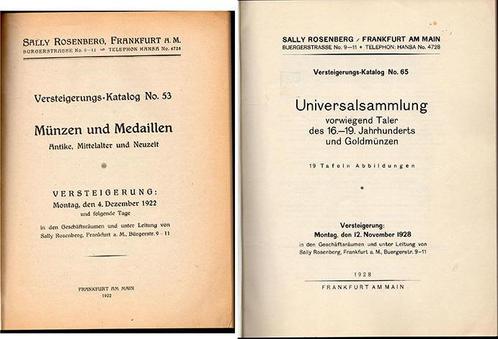 SALLY ROSENBERG, FRANKFURT A. M.
BÜRGERSTRASSE No. 9–11 — TELEPHON HANSA No. 4728
Versteigerungs-Katalog No. 53
Münzen und Medaillen
Antike, Mittelalter und Neuzeit
VERSTEIGERUNG:
Montag, den 4. Dezember 1922
und folgende Tage
in den Geschäftsräumen und unter Leitung von
Sally Rosenberg, Frankfurt a. M., Bürgerstr. 9–11
FRANKFURT AM MAIN
1922
SALLY ROSENBERG / FRANKFURT AM MAIN
BUERGERSTRASSE No. 9–11 • TELEPHON: HANSA No. 4728
Versteigerungs-Katalog No. 65
Universalsammlung
vorwiegend Taler
des 16.—19. Jahrhunderts
und Goldmünzen
19 Tafeln Abbildungen
Versteigerung:
Montag, den 12. November 1928
in den Geschäftsräumen und unter Leitung von
Sally Rosenberg, Frankfurt a. M., Buergerstr. 9–11
1928
FRANKFURT AM MAIN